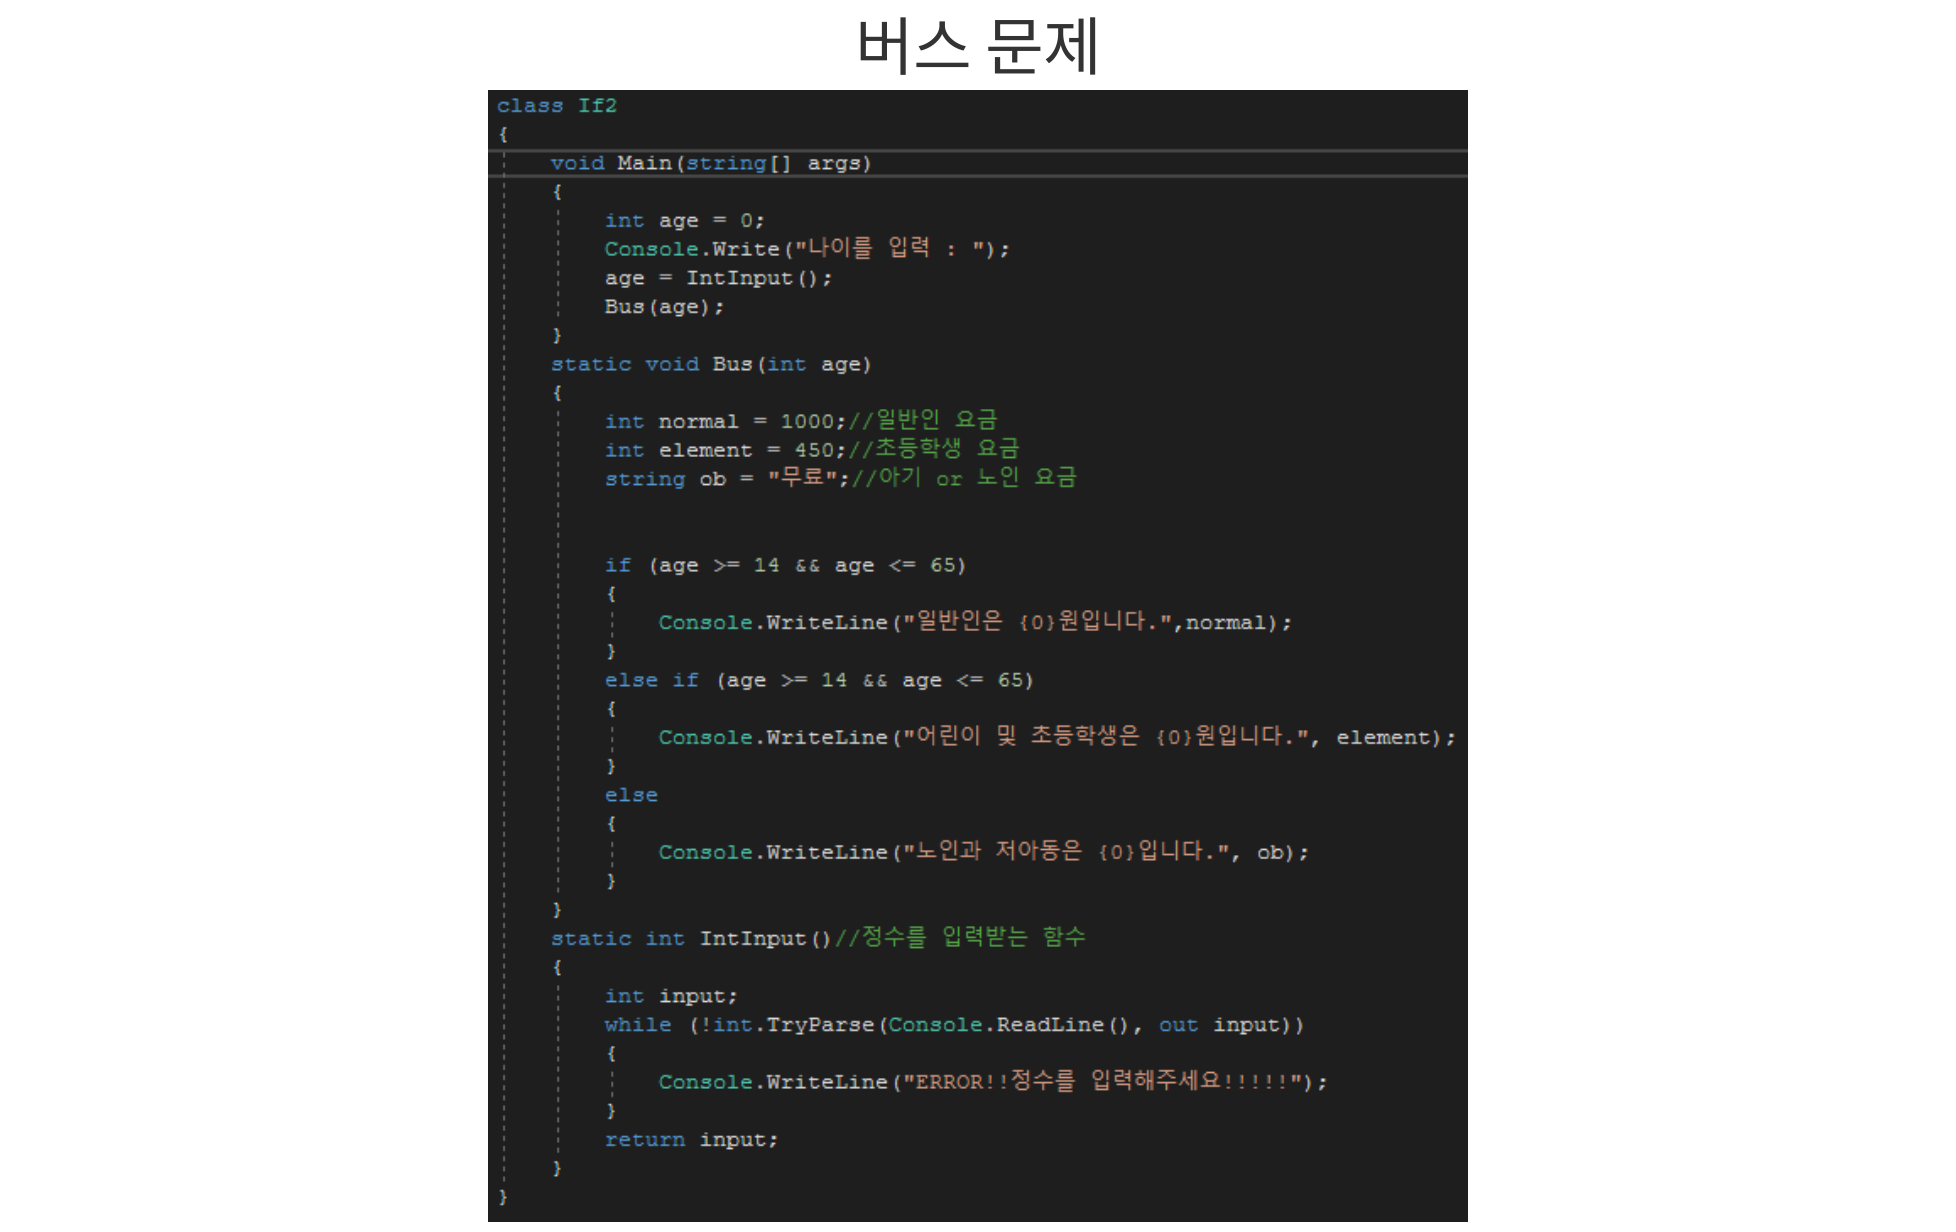 버스 문제
class If2
{
void Main(string[] args)
{
int age = 0;
Console.Write("나이를 입력 : ");
age = IntInput();
Bus(age);
}
static void Bus(int age)
{
int normal = 1000;//일반인 요금
int element = 450;//초등학생 요금
string ob = "무료";//아기 or 노인 요금
if (age >= 14 && age <= 65)
{
Console.WriteLine("일반인은 {0}원입니다.",normal);
}
else if (age >= 14 && age <= 65)
{
Console.WriteLine("어린이 및 초등학생은 {0}원입니다.", element);
}
else
{
Console.WriteLine("노인과 저아동은 {0}입니다.", ob);
}
}
static int IntInput()//정수를 입력받는 함수
{
int input;
while (!int.TryParse(Console.ReadLine(), out input))
{
Console.WriteLine("ERROR!!정수를 입력해주세요!!!!!");
}
return input;
}
}